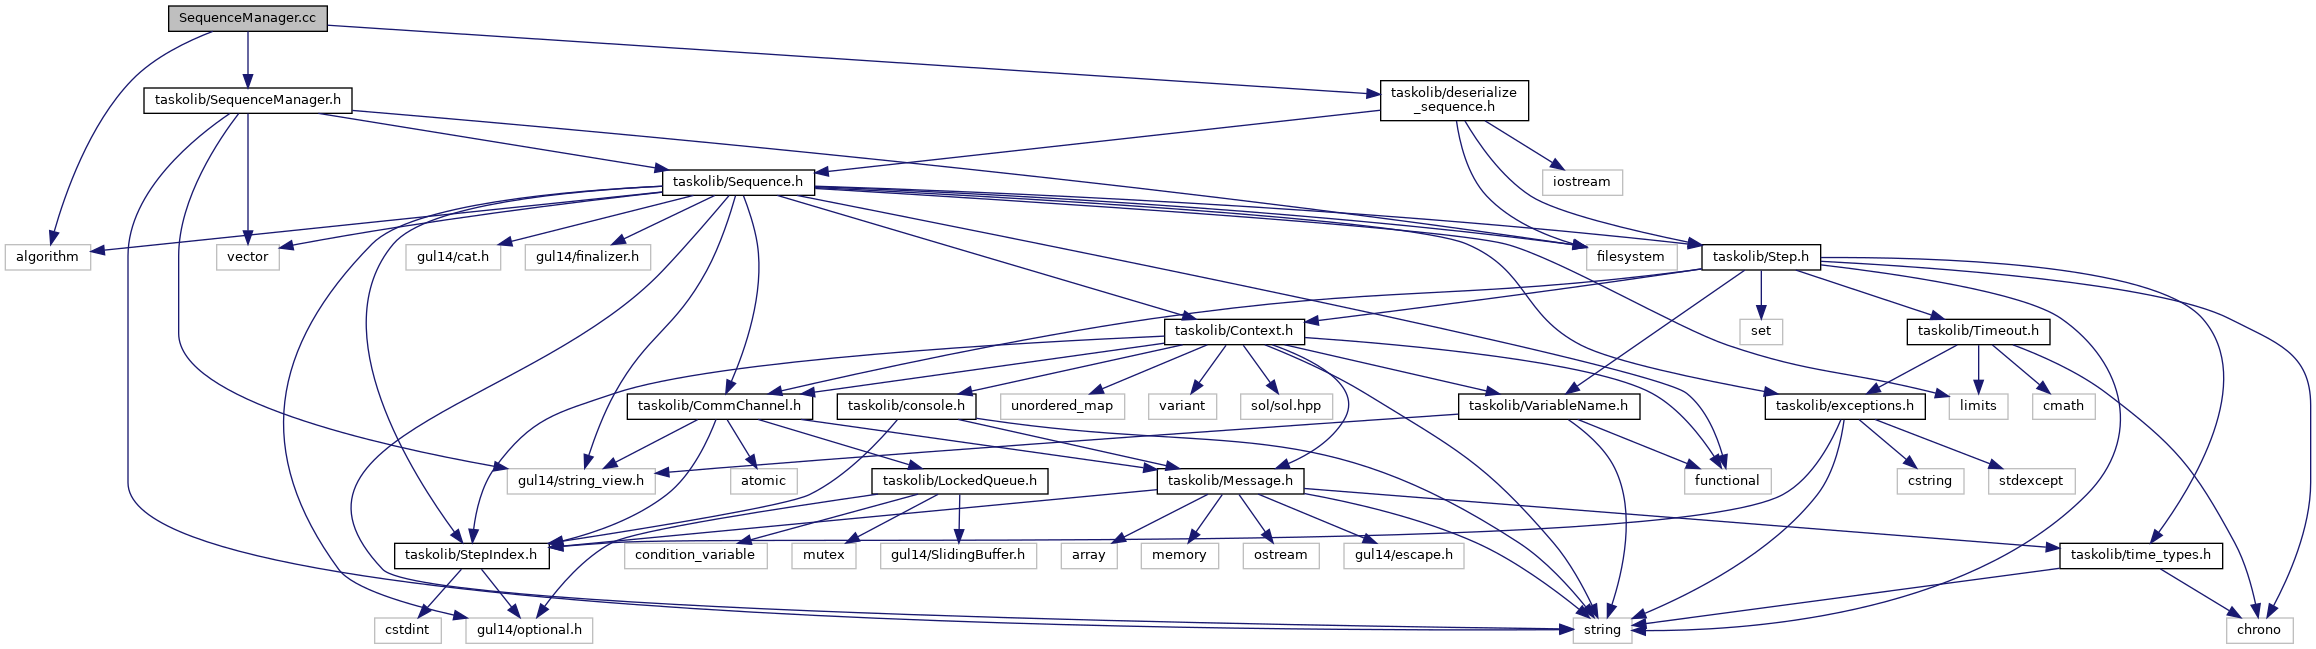 SequenceManager.cc
taskolib/SequenceManager.h
taskolib/deserialize
_sequence.h
taskolib/Sequence.h
iostream
algorithm
vector
gul14/cat.h
gul14/finalizer.h
filesystem
taskolib/Step.h
taskolib/Context.h
set
taskolib/Timeout.h
taskolib/CommChannel.h
taskolib/console.h
unordered_map
variant
sol/sol.hpp
taskolib/VariableName.h
taskolib/exceptions.h
limits
cmath
gul14/string_view.h
atomic
taskolib/LockedQueue.h
taskolib/Message.h
functional
cstring
stdexcept
taskolib/StepIndex.h
condition_variable
mutex
gul14/SlidingBuffer.h
array
memory
ostream
gul14/escape.h
taskolib/time_types.h
cstdint
gul14/optional.h
string
chrono